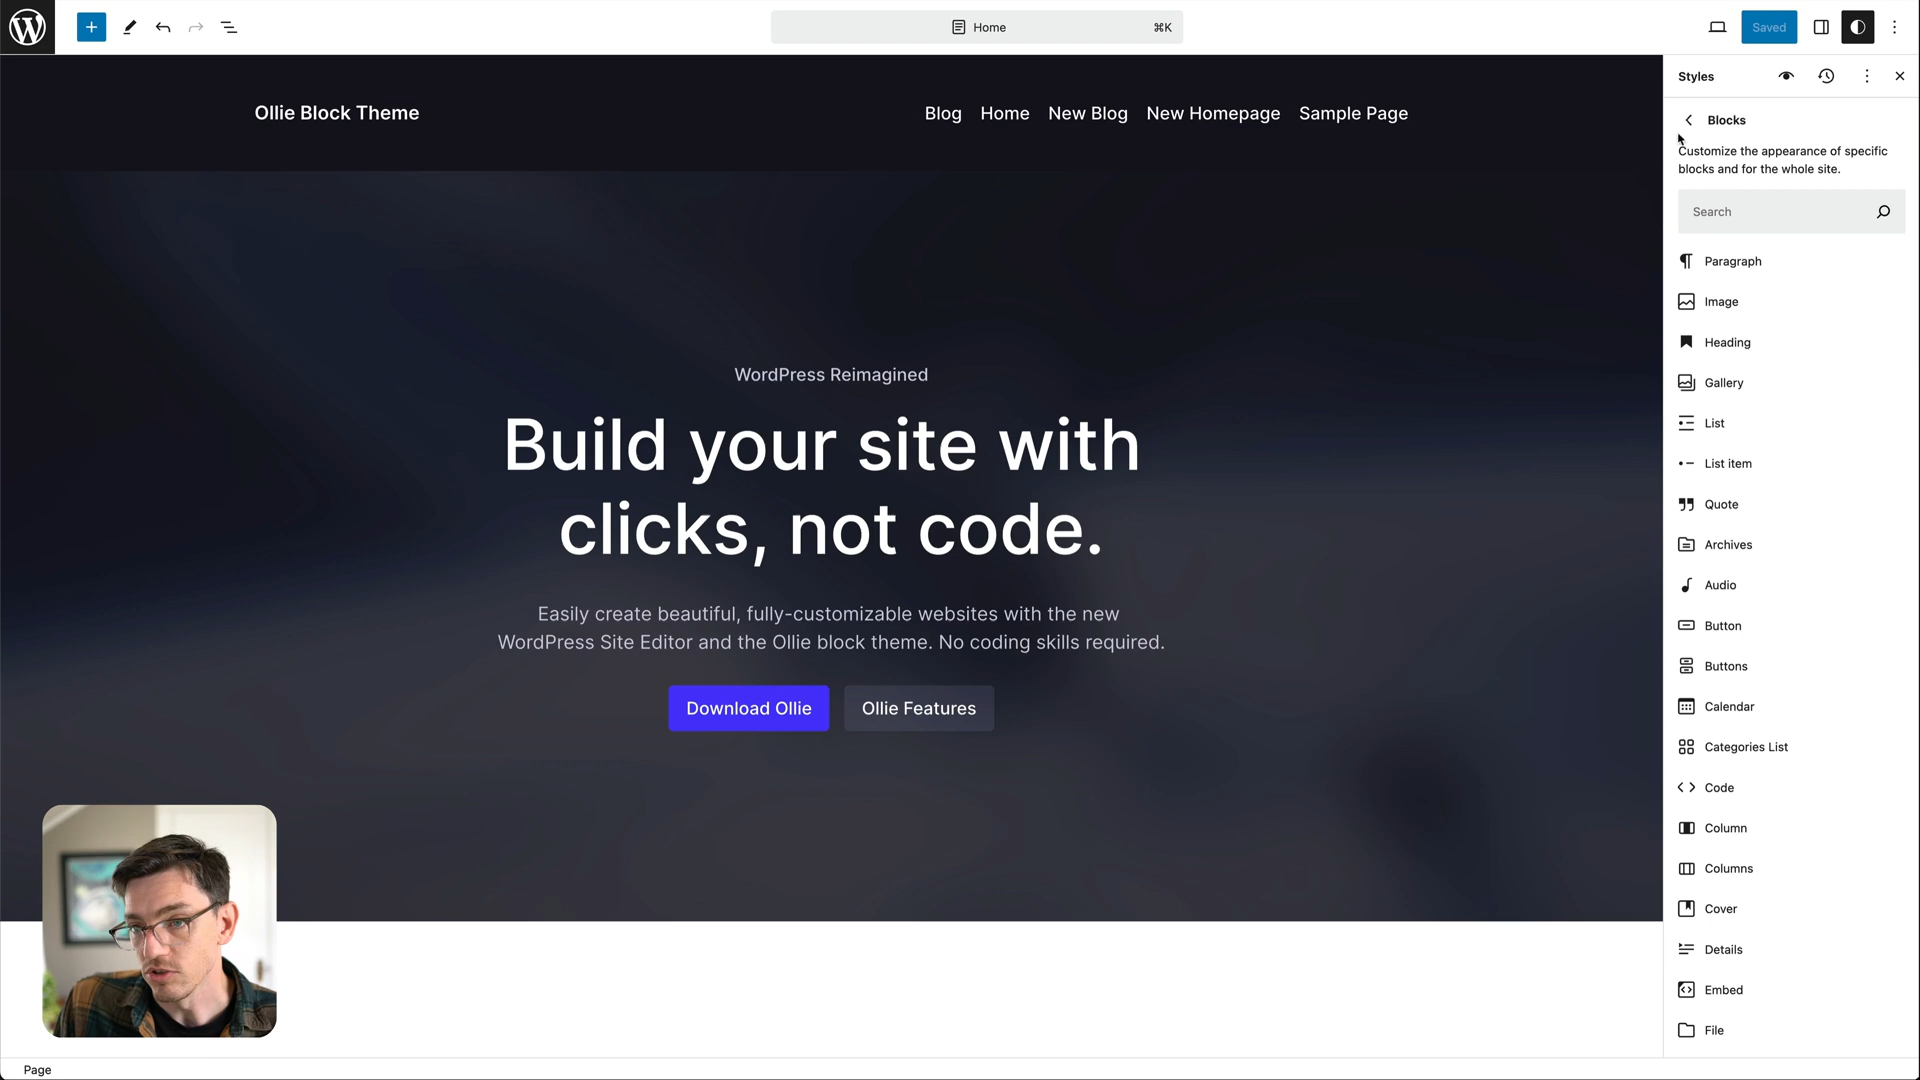 Home
⌘K
Saved
Styles
Ollie Block Theme
Blog Home New Blog New Homepage Sample Page
WordPress Reimagined
Build your site with
clicks, not code.
Easily create beautiful, fully-customizable websites with the new
WordPress Site Editor and the Ollie block theme. No coding skills required.
Download Ollie
Ollie Features
Blocks
Customize the appearance of specific
blocks and for the whole site.
Search
Paragraph
Image
Heading
Gallery
List
List item
Quote
Archives
Audio
Button
Buttons
Calendar
Categories List
Code
Column
Columns
Cover
Details
Embed
File
Page